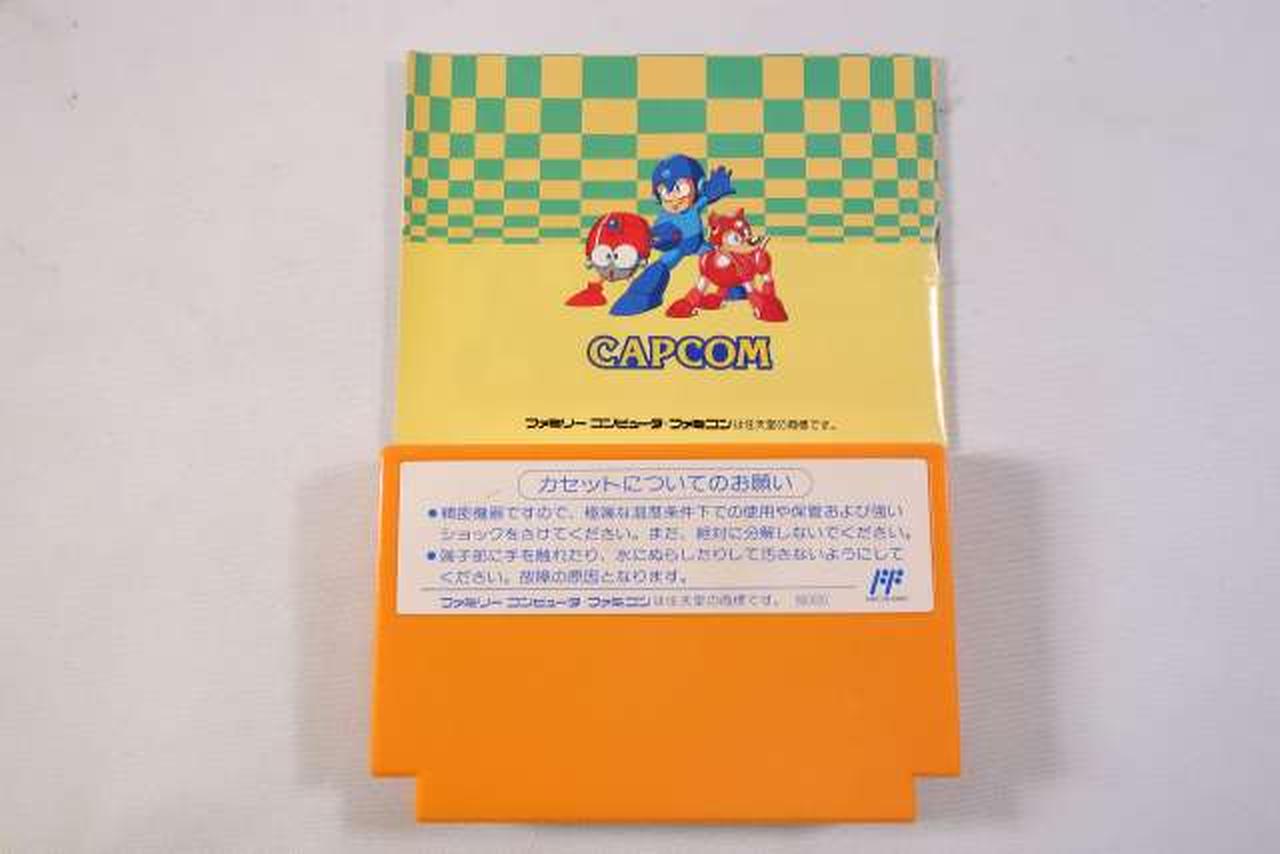 CAPCOM
ファミリー コンピュータ・ファミコンは任天堂の商標です。
カセットについてのお願い
●精密機器ですので、極端な温度条件下での使用や保管および強い
ショックをさけてください。また、絶対に分解しないでください。
●端子部に手を触れたり、水にぬらしたりして汚さないようにして
ください。故障の原因となります。
ファミリー コンピュータ・ファミコンは任天堂の商標です。
FF